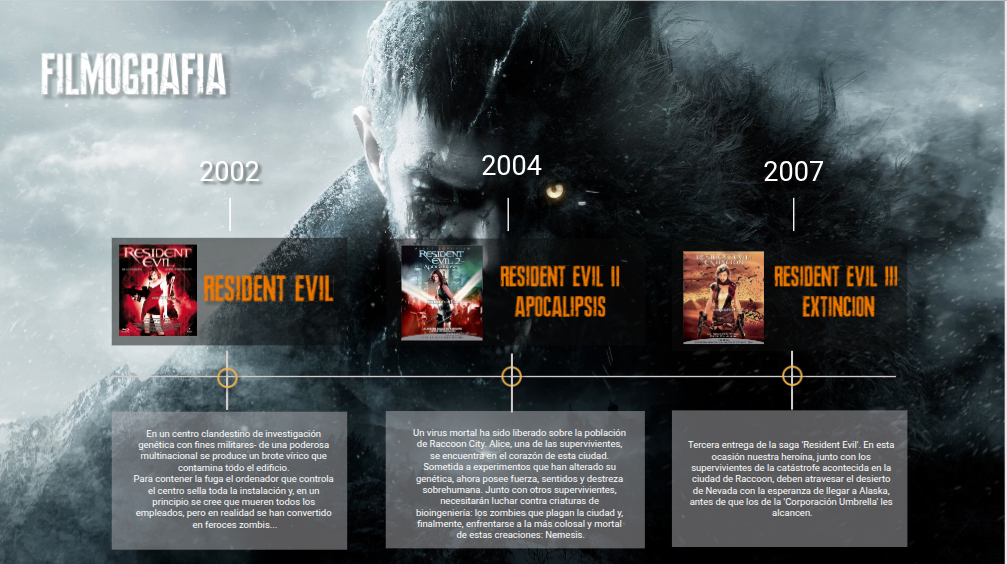 FILMOGRAFIA
2002
2004
2007
RESIDENT
EVIL
RESIDENT EVIL
RESIDENT
EVIL 2
Apocalipsis
RESIDENT EVIL II
APOCALIPSIS
RESIDENT EVIL
EXTINCION
RESIDENT EVIL III
EXTINCION
En un centro clandestino de investigación
genética con fines militares- de una poderosa
multinacional se produce un brote vírico que
contamina todo el edificio.
Para contener la fuga el ordenador que controla
el centro sella toda la instalación y, en un
principio se cree que mueren todos los
empleados, pero en realidad se han convertido
en feroces zombis...
Un virus mortal ha sido liberado sobre la población
de Raccoon City. Alice, una de las supervivientes,
se encuentra en el corazón de esta ciudad.
Sometida a experimentos que han alterado su
genética, ahora posee fuerza, sentidos y destreza
sobrehumana. Junto con otros supervivientes,
necesitarán luchar contra criaturas de
bioingeniería: los zombies que plagan la ciudad y,
finalmente, enfrentarse a la más colosal y mortal
de estas creaciones: Nemesis.
Tercera entrega de la saga 'Resident Evil'. En esta
ocasión nuestra heroína, junto con los
supervivientes de la catástrofe acontecida en la
ciudad de Raccoon, deben atravesar el desierto
de Nevada con la esperanza de llegar a Alaska,
antes de que los de la 'Corporación Umbrella' les
alcancen.